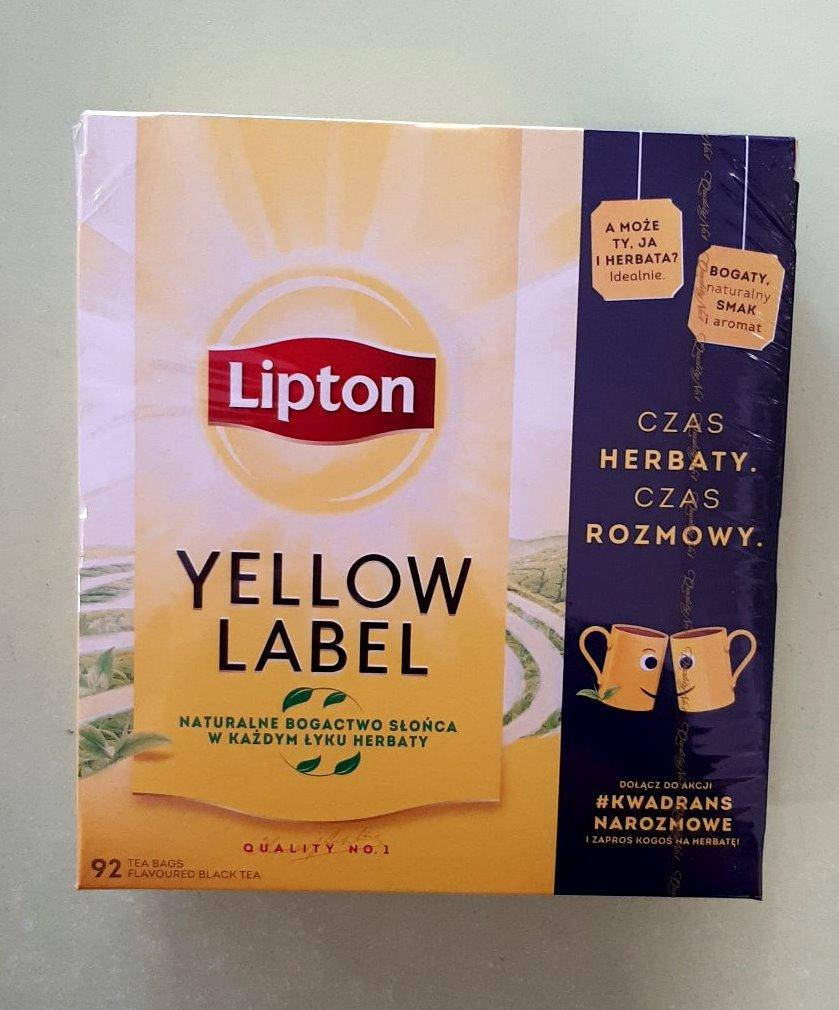 Lipton
YELLOW
LABEL
NATURALNE BOGACTWO SŁOŃCA
W KAŻDYM ŁYKU HERBATY
QUALITY NO.1
92 TEA BAGS
FLAVOURED BLACK TEA
A MOŻE
TY, JA
I HERBATA?
Idealnie.
BOGATY,
naturalny
SMAK
i aromat
CZAS
HERBATY.
CZAS
ROZMOWY.
DOŁĄCZ DO AKCJI
#KWADRANS
NAROZMOWE
I ZAPROŚ KOGOŚ NA HERBATĘ!
Quality No1